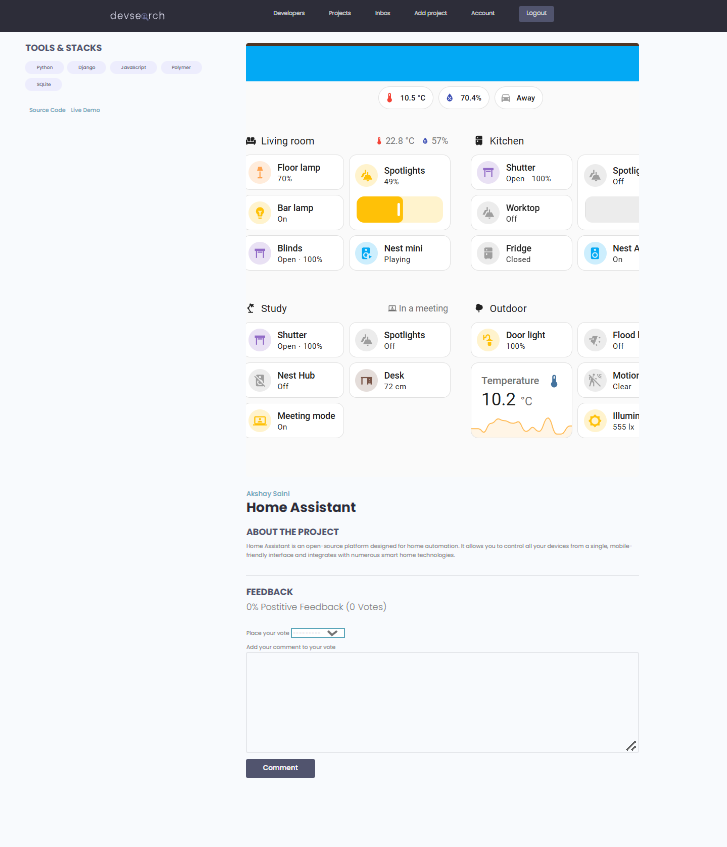 devsearch
Developers Projects Inbox Add project Account Logout
TOOLS & STACKS
Python Django JavaScript Polymer
SQlite
Source Code Live Demo
10.5 °C 70.4% Away
Living room 22.8 °C 57%
Floor lamp
70%
Spotlights
49%
Bar lamp
On
Blinds
Open · 100%
Nest mini
Playing
Kitchen
Shutter
Open · 100%
Spotlig
Off
Worktop
Off
Fridge
Closed
Nest A
On
Study In a meeting
Shutter
Open · 100%
Spotlights
Off
Nest Hub
Off
Desk
72 cm
Meeting mode
On
Outdoor
Door light
100%
Flood l
Off
Temperature
10.2 °C
Motion
Clear
Illumin
555 lx
Akshay Saini
Home Assistant
ABOUT THE PROJECT
Home Assistant is an open-source platform designed for home automation. It allows you to control all your devices from a single, mobile-
friendly interface and integrates with numerous smart home technologies.
FEEDBACK
0% Postitive Feedback (0 Votes)
Place your vote ---------
Add your comment to your vote
Comment